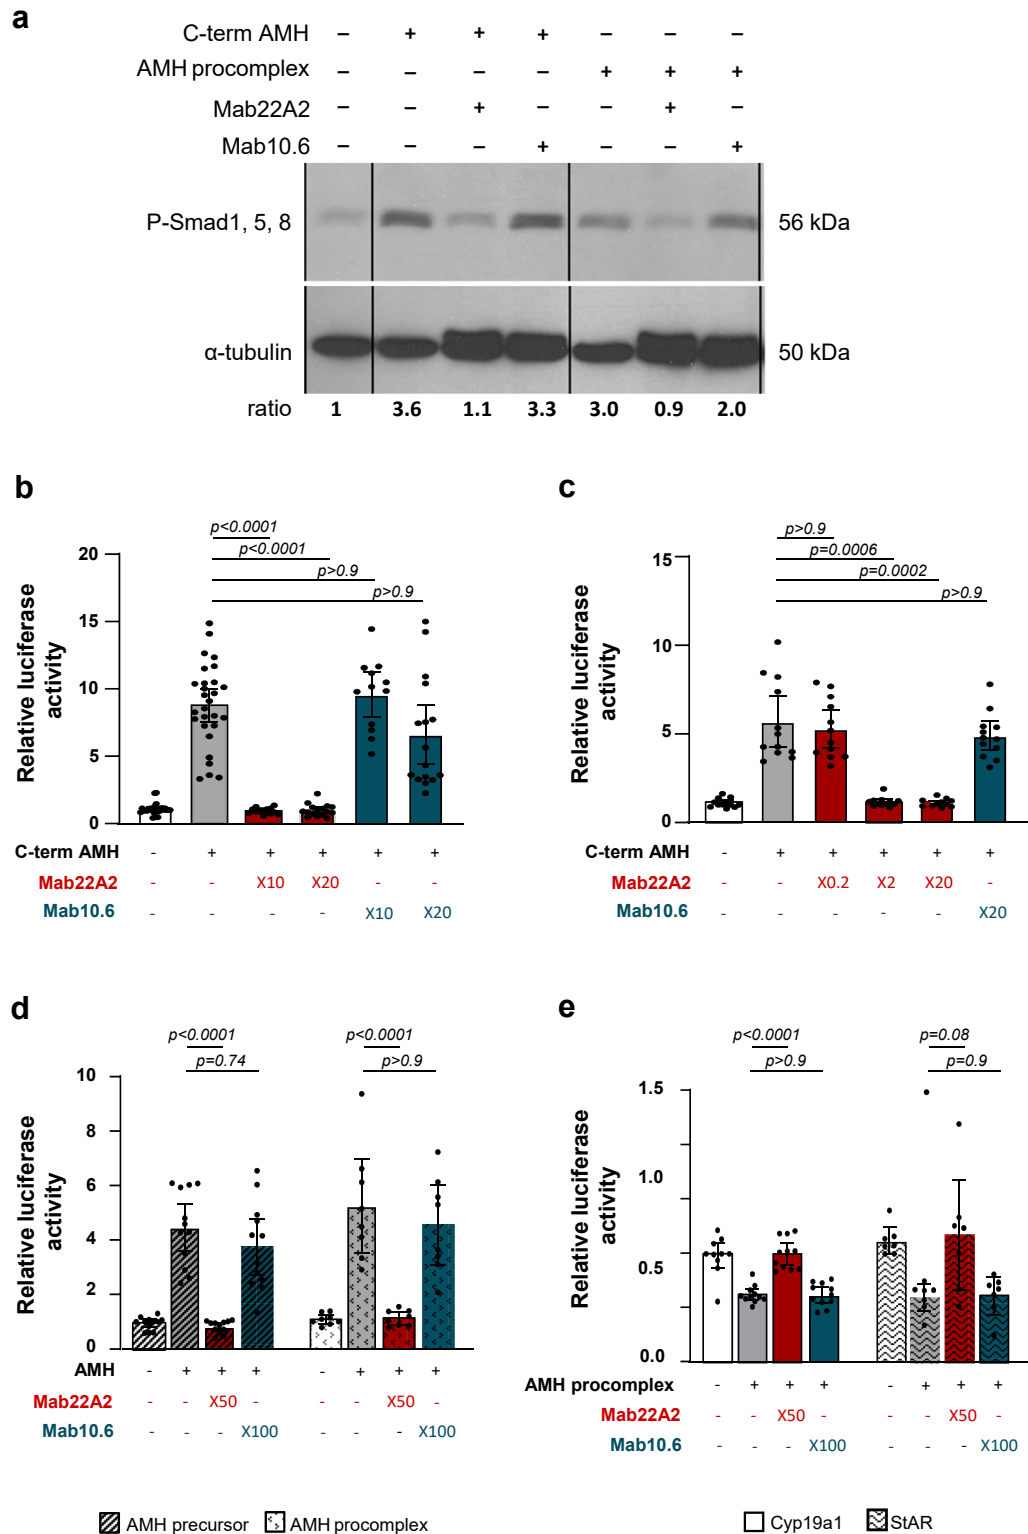 a
C-term AMH – + + + – – –
AMH procomplex – – – – + + +
Mab22A2 – – + – – + –
Mab10.6 – – – + – – +
P-Smad1, 5, 8 56 kDa
α-tubulin 50 kDa
ratio 1 3.6 1.1 3.3 3.0 0.9 2.0
b
p<0.0001
p<0.0001
p>0.9
p>0.9
Relative luciferase activity
20
15
10
5
0
C-term AMH - + + + + +
Mab22A2 - - X10 X20 - -
Mab10.6 - - - - X10 X20
c
p>0.9
p=0.0006
p=0.0002
p>0.9
Relative luciferase activity
15
10
5
0
C-term AMH - + + + + +
Mab22A2 - - X0.2 X2 X20 -
Mab10.6 - - - - - X20
d
p<0.0001 p<0.0001
p=0.74 p>0.9
Relative luciferase activity
10
8
6
4
2
0
AMH - + + + - + + +
Mab22A2 - - X50 - - - X50 -
Mab10.6 - - - X100 - - - X100
AMH precursor AMH procomplex
e
p<0.0001 p=0.08
p>0.9 p=0.9
Relative luciferase activity
1.5
1.0
0.5
0.0
AMH procomplex - + + + - + + +
Mab22A2 - - X50 - - - X50 -
Mab10.6 - - - X100 - - - X100
Cyp19a1 StAR